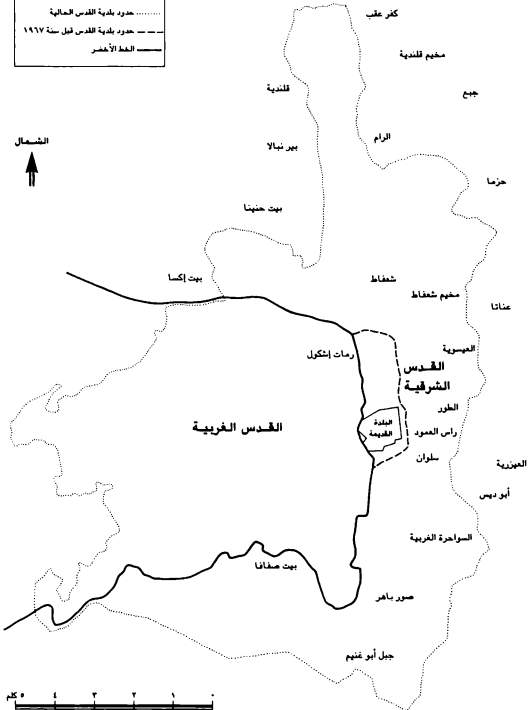 حدود بلدية القدس الحالية
حدود بلدية القدس قبل سنة ١٩٦٧
الخط الأخضر
الشمال
كفر عقب
مخيم قلندية
قلندية
جبع
الرام
بير نبالا
حزما
بيت حنينا
بيت إكسا
شعفاط
مخيم شعفاط
عناتا
رمات إشكول
العيسوية
القدس
الشرقية
الطور
البلدة
القديمة
القدس الغربية
راس العمود
سلوان
العيزرية
أبو ديس
السواحرة الغربية
بيت صفافا
صور باهر
جبل أبو غنيم
٥ كلم ٤ ٣ ٢ ١ ٠